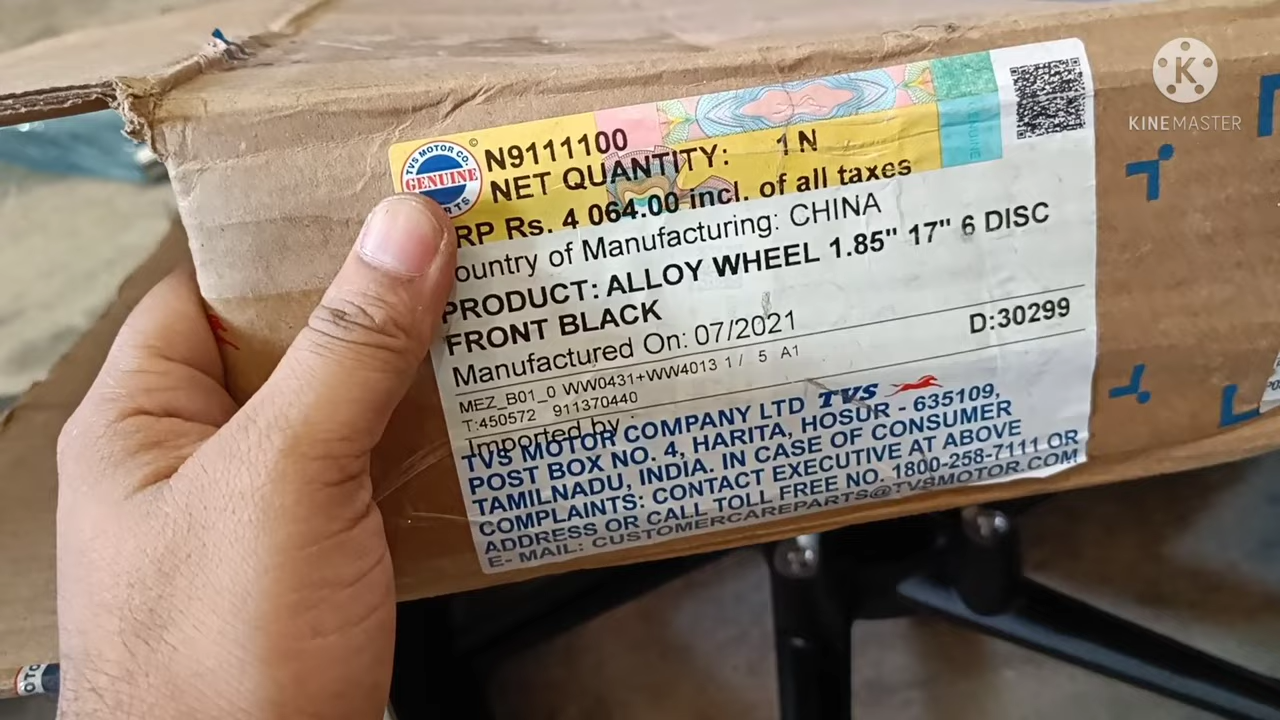 TVS MOTOR CO.
GENUINE
RTS
©
N9111100
NET QUANTITY: 1 N
RP Rs. 4 064.00 incl. of all taxes
ountry of Manufacturing: CHINA
PRODUCT: ALLOY WHEEL 1.85" 17" 6 DISC
FRONT BLACK
Manufactured On: 07/2021
D:30299
MEZ_B01_0 WW0431+WW4013 1 / 5 A1
T:450572 911370440
Imported by
TVS MOTOR COMPANY LTD TVS
POST BOX NO. 4, HARITA, HOSUR - 635109,
TAMILNADU, INDIA. IN CASE OF CONSUMER
COMPLAINTS: CONTACT EXECUTIVE AT ABOVE
ADDRESS OR CALL TOLL FREE NO. 1800-258-7111 OR
E- MAIL: CUSTOMERCAREPARTS@TVSMOTOR.COM
GENUINE
K
KINEMASTER